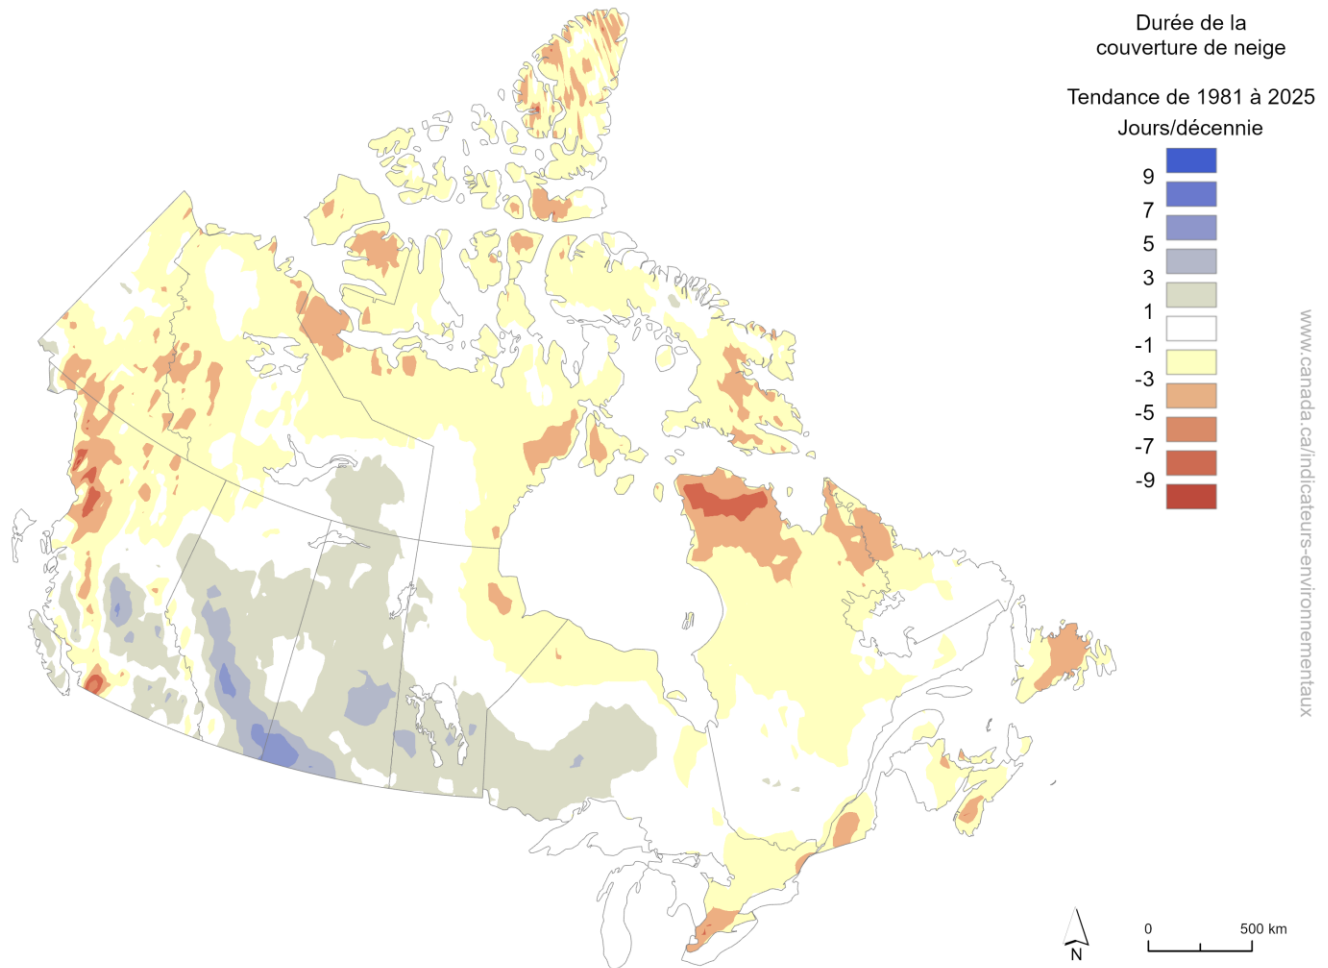 Durée de la
couverture de neige
Tendance de 1981 à 2025
Jours/décennie
9
7
5
3
1
-1
-3
-5
-7
-9
www.canada.ca/indicateurs-environnementaux
N
0 500 km